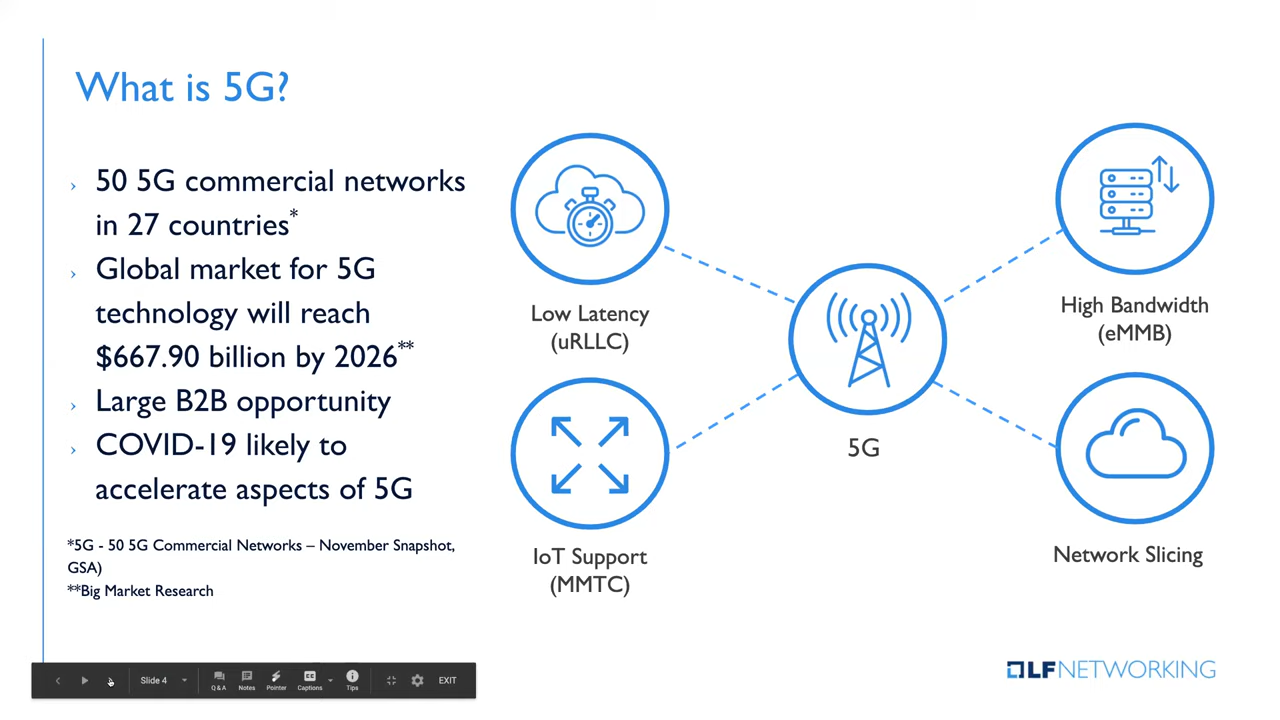 What is 5G?
50 5G commercial networks
in 27 countries*
Global market for 5G
technology will reach
$667.90 billion by 2026**
Large B2B opportunity
COVID-19 likely to
accelerate aspects of 5G
*5G - 50 5G Commercial Networks – November Snapshot,
GSA)
**Big Market Research
Low Latency
(uRLLC)
High Bandwidth
(eMMB)
5G
IoT Support
(MMTC)
Network Slicing
Slide 4
Q & A
Notes
Pointer
Captions
CC
Tips
EXIT
LFNETWORKING